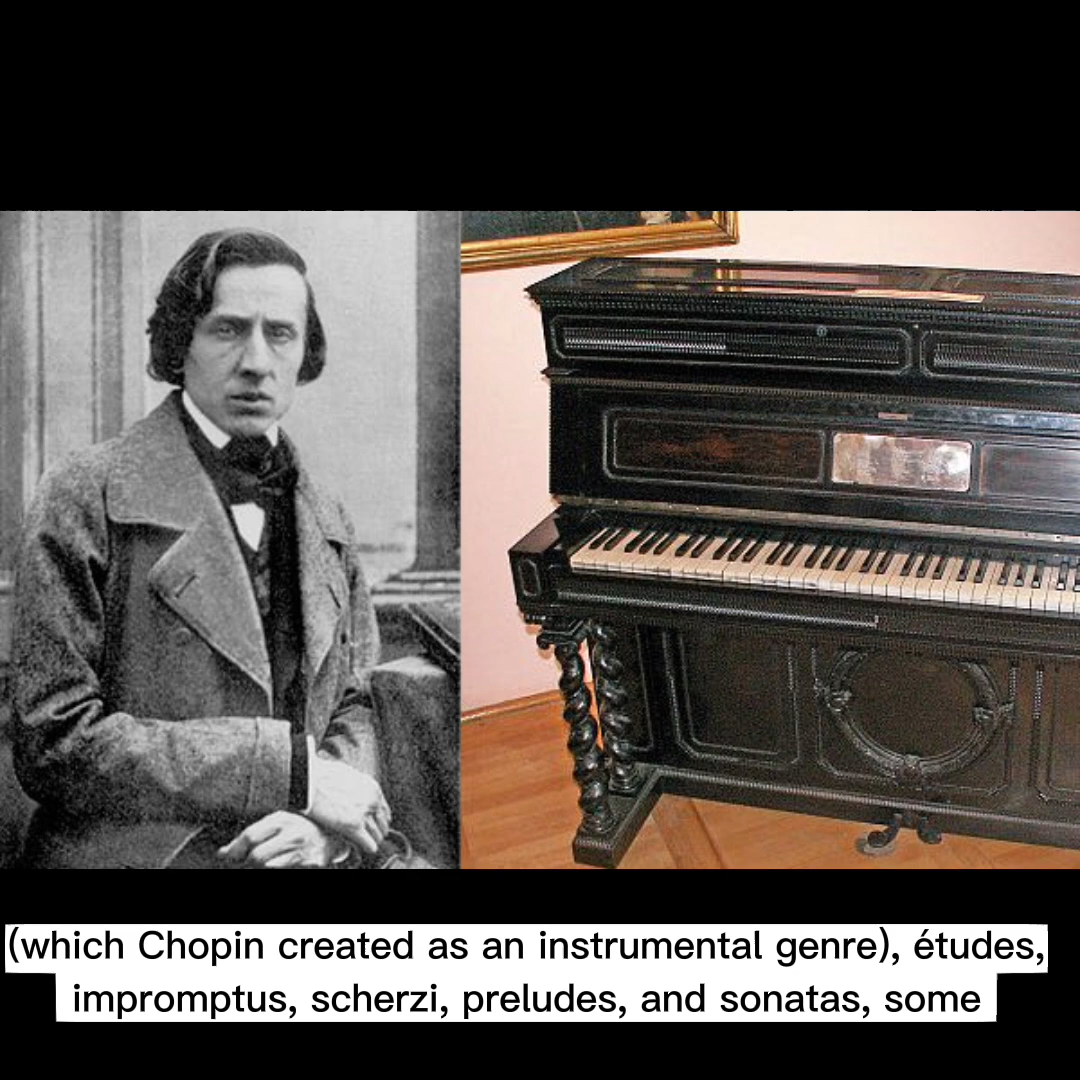 (which Chopin created as an instrumental genre), études,
impromptus, scherzi, preludes, and sonatas, some